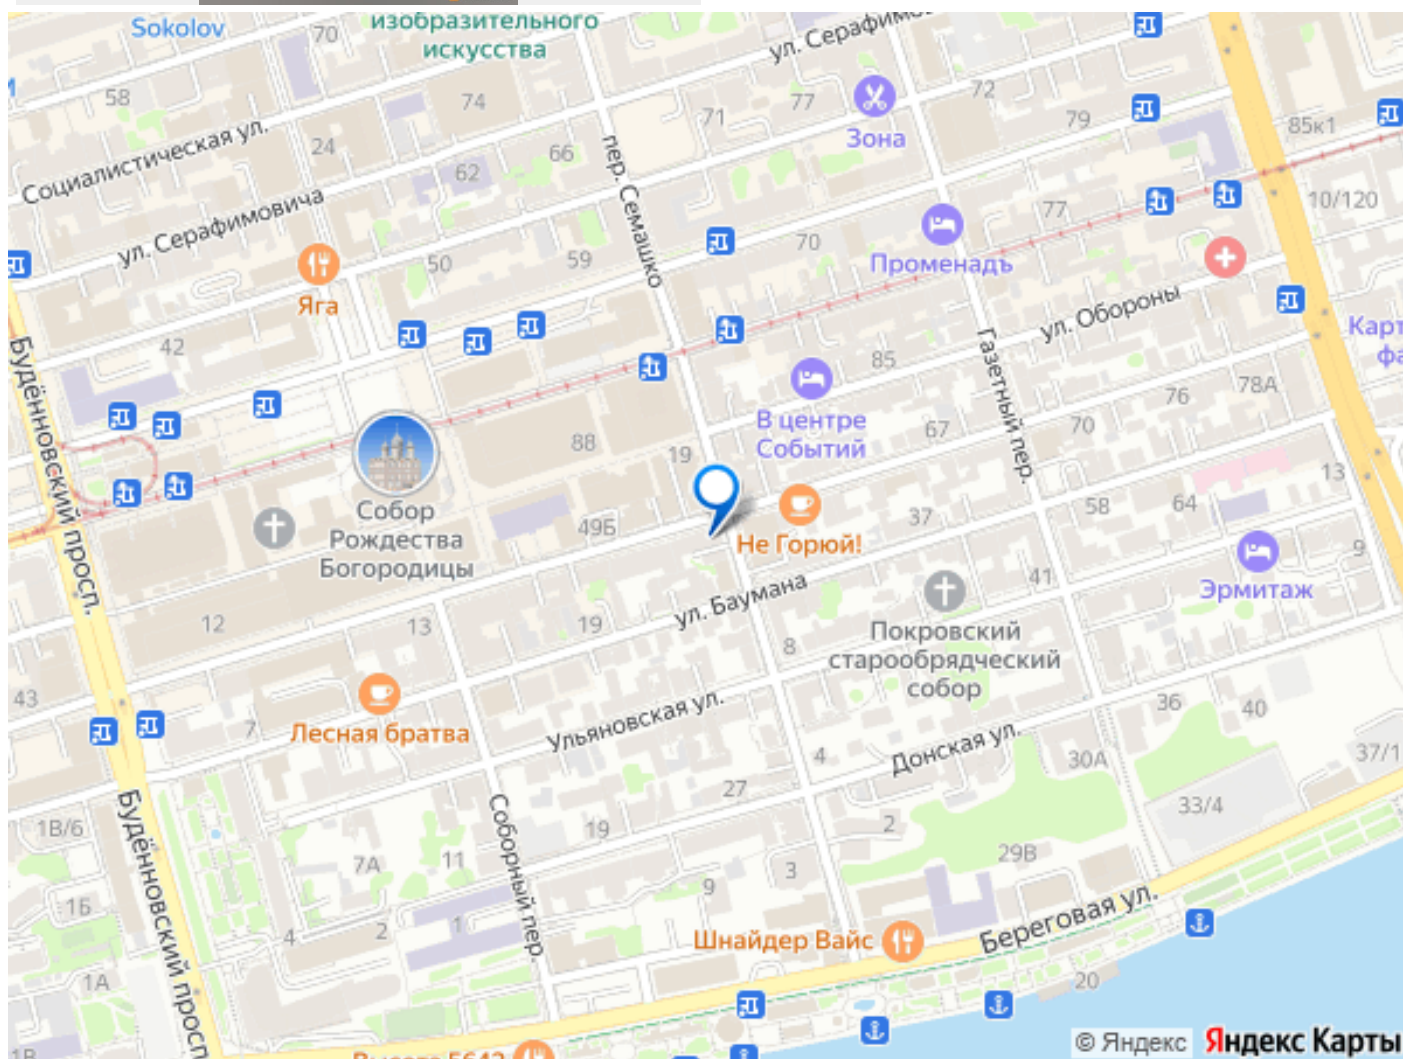 изобразительного
искусства
Sokolov
70
ул. Серафимо
58
74
71
77
Зона
72
79
85к1
Социалистическая ул.
24
62
66
пер. Семашко
ул. Серафимовича
50
59
70
Променадъ
77
10/120
Яга
42
ул. Обороны
85
Газетный пер.
Будённовский просп.
В центре
Событий
67
70
76
78А
88
19
13
Собор
Рождества
Богородицы
49Б
Не Горюй!
37
58
64
9
Эрмитаж
12
13
19
ул. Баумана
41
8
Покровский
старообрядческий
собор
43
7
Лесная братва
Ульяновская ул.
36
40
4
Донская ул.
30А
37/1
27
33/4
1В/6
Будённовский просп
7А
11
19
Соборный пер.
2
29В
9
3
1Б
4
2
1
Шнайдер Вайс
Береговая ул.
1А
20
1В
© Яндекс
Яндекс Карты